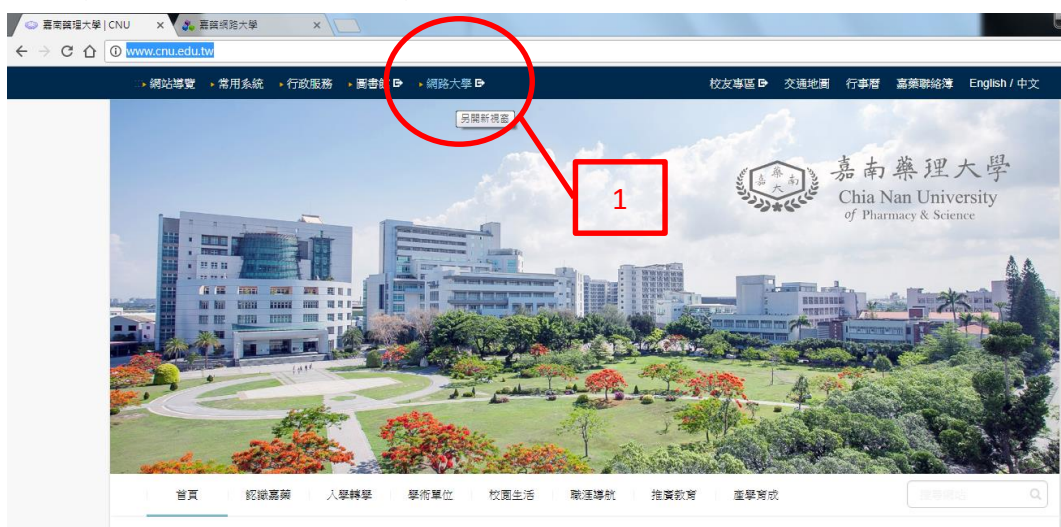 嘉南藥理大學 | CNU
嘉藥網路大學
www.cnu.edu.tw
網站導覽 常用系統 行政服務 圖書館 網路大學 校友專區 交通地圖 行事曆 嘉藥聯絡簿 English / 中文
另開新視窗
1
嘉南藥理大學
Chia Nan University
of Pharmacy & Science
首頁 認識嘉藥 入學轉學 學術單位 校園生活 職涯導航 推廣教育 產學育成